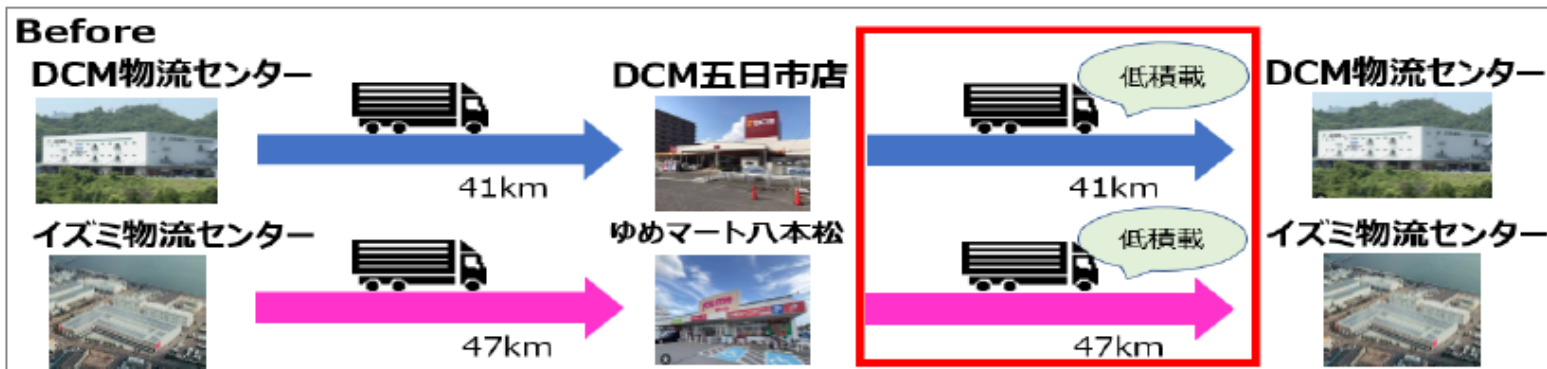 Before
DCM物流センター
DCM五日市店
低積載
DCM物流センター
41km
41km
イズミ物流センター
ゆめマート八本松
低積載
イズミ物流センター
47km
47km